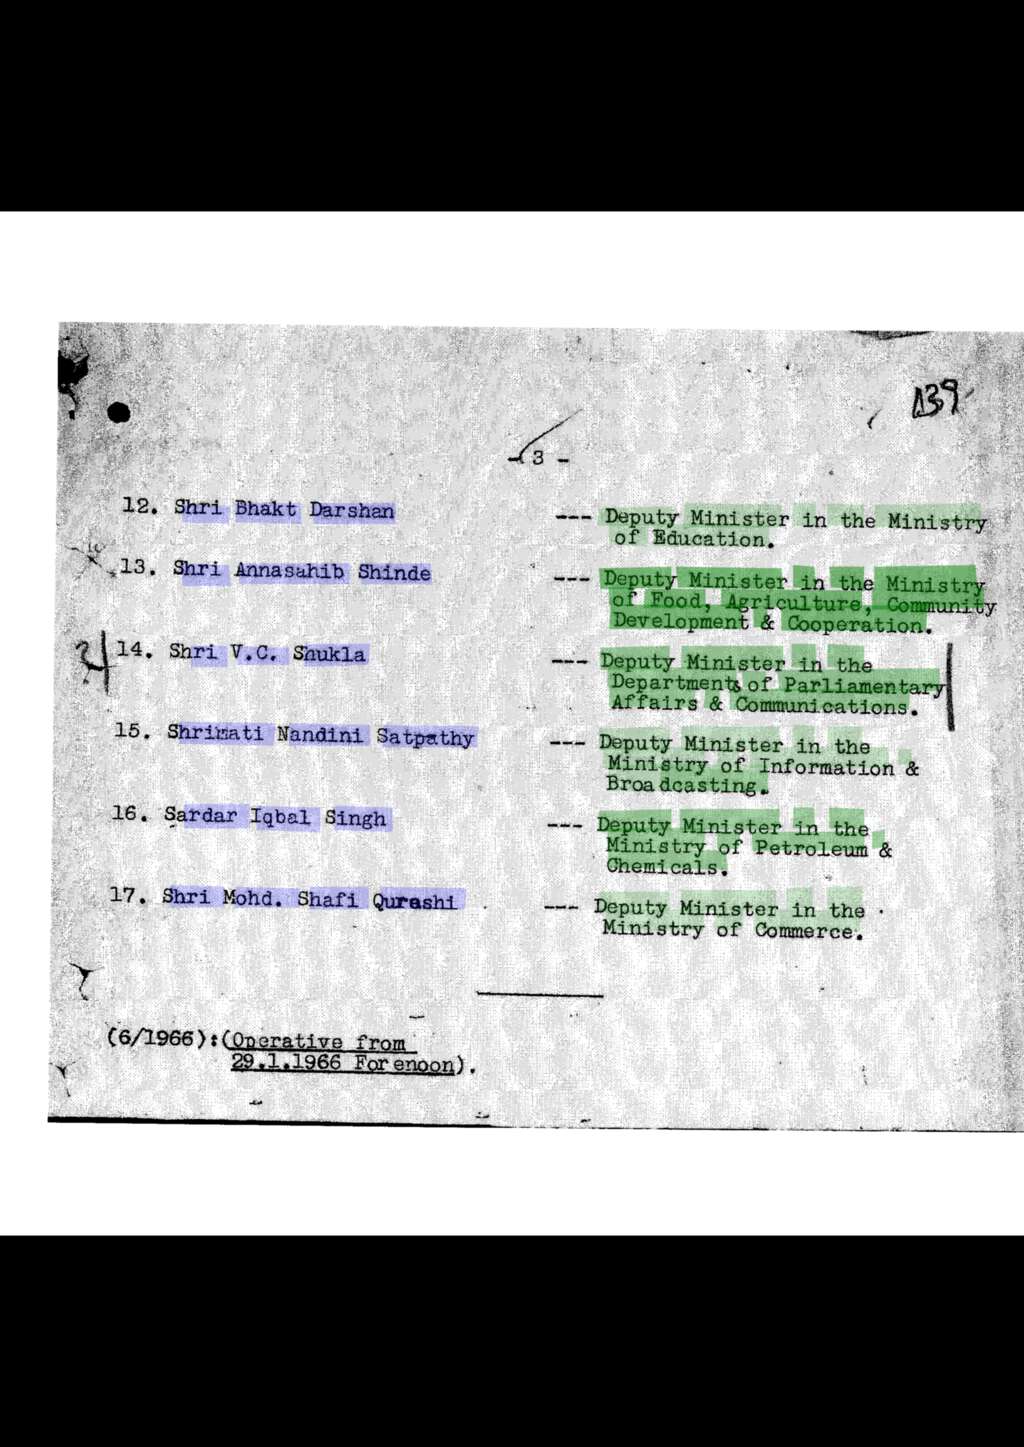 139
- 3 -
12. Shri Bhakt Darshan --- Deputy Minister in the Ministry
of Education.
13. Shri Annasahib Shinde --- Deputy Minister in the Ministry
of Food, Agriculture, Community
Development & Cooperation.
14. Shri V.C. Shukla --- Deputy Minister in the
Departments of Parliamentary
Affairs & Communications.
15. Shrimati Nandini Satpathy --- Deputy Minister in the
Ministry of Information &
Broadcasting.
16. Sardar Iqbal Singh --- Deputy Minister in the
Ministry of Petroleum &
Chemicals.
17. Shri Mohd. Shafi Qureshi --- Deputy Minister in the
Ministry of Commerce.
(6/1966):(Operative from
29.1.1966 Forenoon).